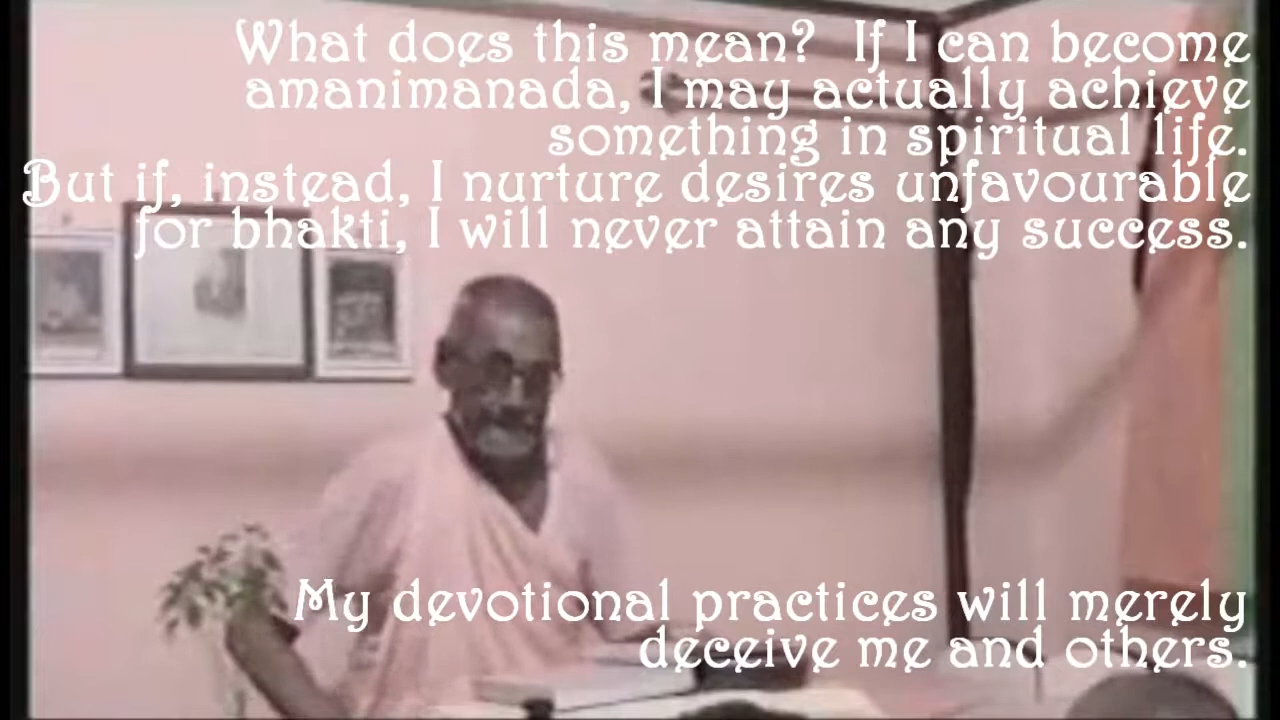 What does this mean? If I can become
amanimanada, I may actually achieve
something in spiritual life.
But if, instead, I nurture desires unfavourable
for bhakti, I will never attain any success.
My devotional practices will merely
deceive me and others.